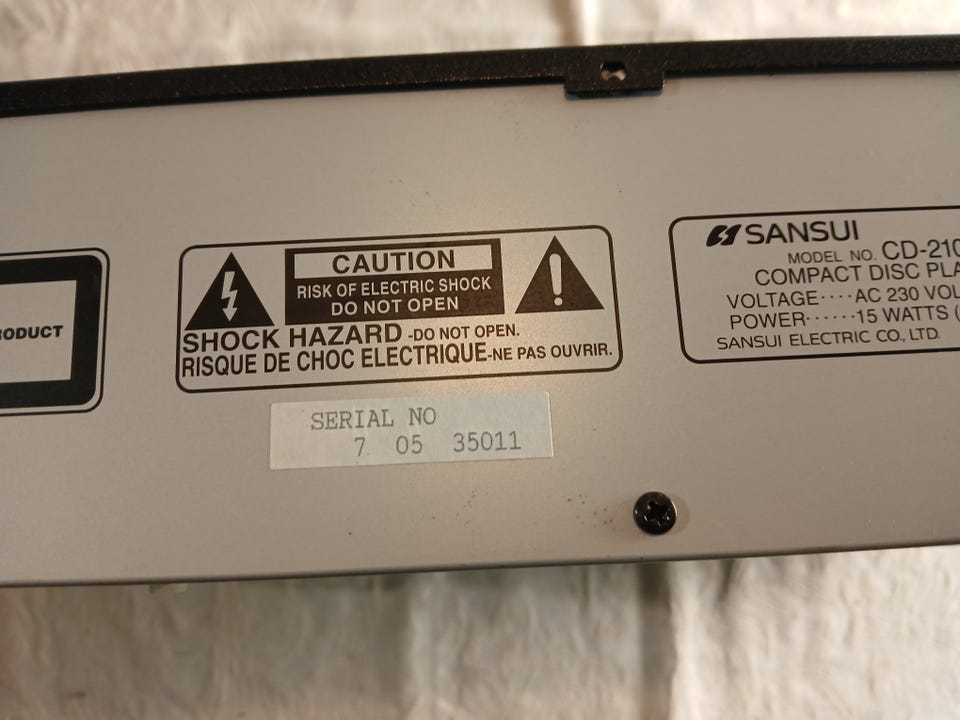 RODUCT
CAUTION
RISK OF ELECTRIC SHOCK
DO NOT OPEN
SHOCK HAZARD -DO NOT OPEN.
RISQUE DE CHOC ELECTRIQUE-NE PAS OUVRIR.
SERIAL NO
7 05 35011
SANSUI
MODEL NO. CD-210
COMPACT DISC PLA
VOLTAGE····AC 230 VOL
POWER······15 WATTS (
SANSUI ELECTRIC CO., LTD.